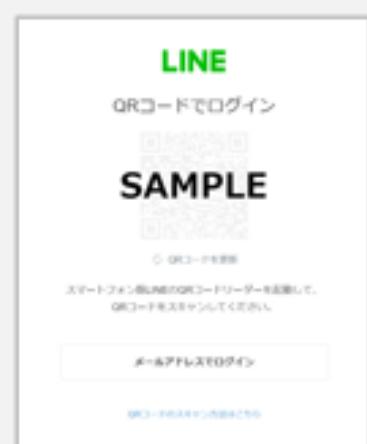 LINE
QRコードでログイン
SAMPLE
QRコードを更新
スマートフォン版LINEのQRコードリーダーを起動して、
QRコードをスキャンしてください。
メールアドレスでログイン
QRコードのスキャン方法はこちら